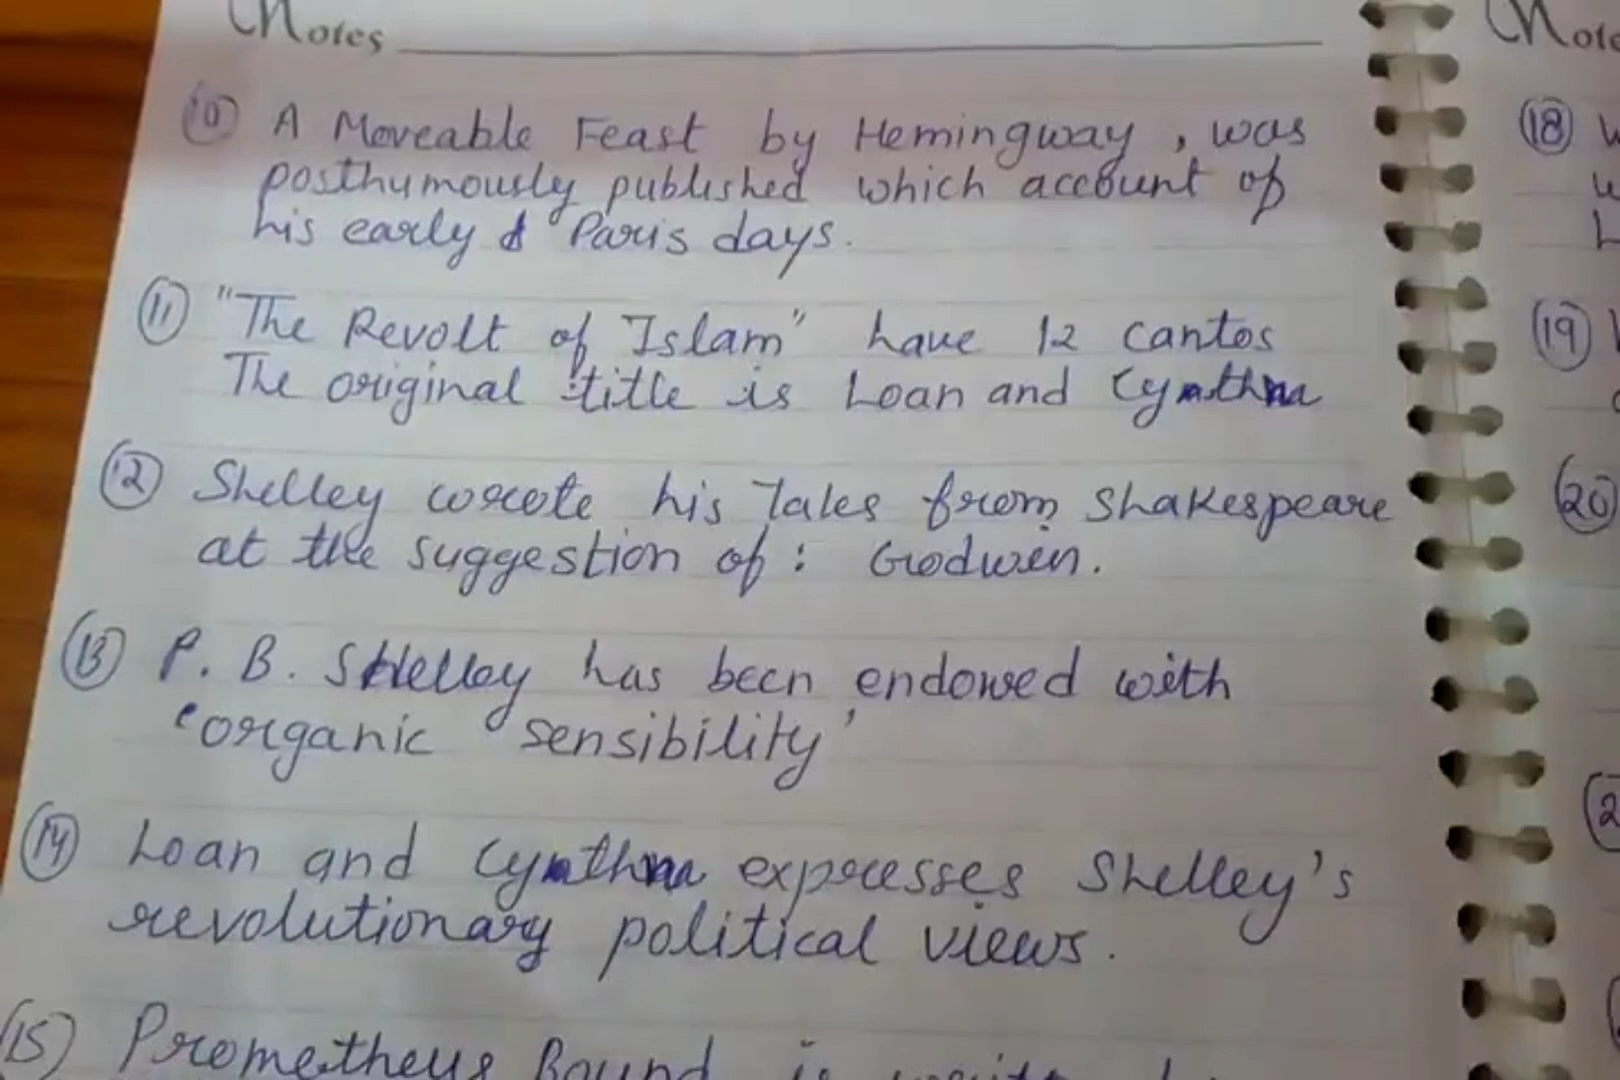 Notes
(10) A Moveable Feast by Hemingway, was
posthumously published which account of
his early Paris days.
(11) "The Revolt of Islam" have 12 cantos
The original title is Loan and Cynthna
(12) Shelley wrote his Tales from Shakespeare
at the suggestion of : Godwin.
(13) P. B. SHelley has been endowed with
'organic sensibility'
(14) Loan and Cynthna expresses Shelley's
revolutionary political views.
(15) Prometheus Bound is
(18)
(19)
(20)